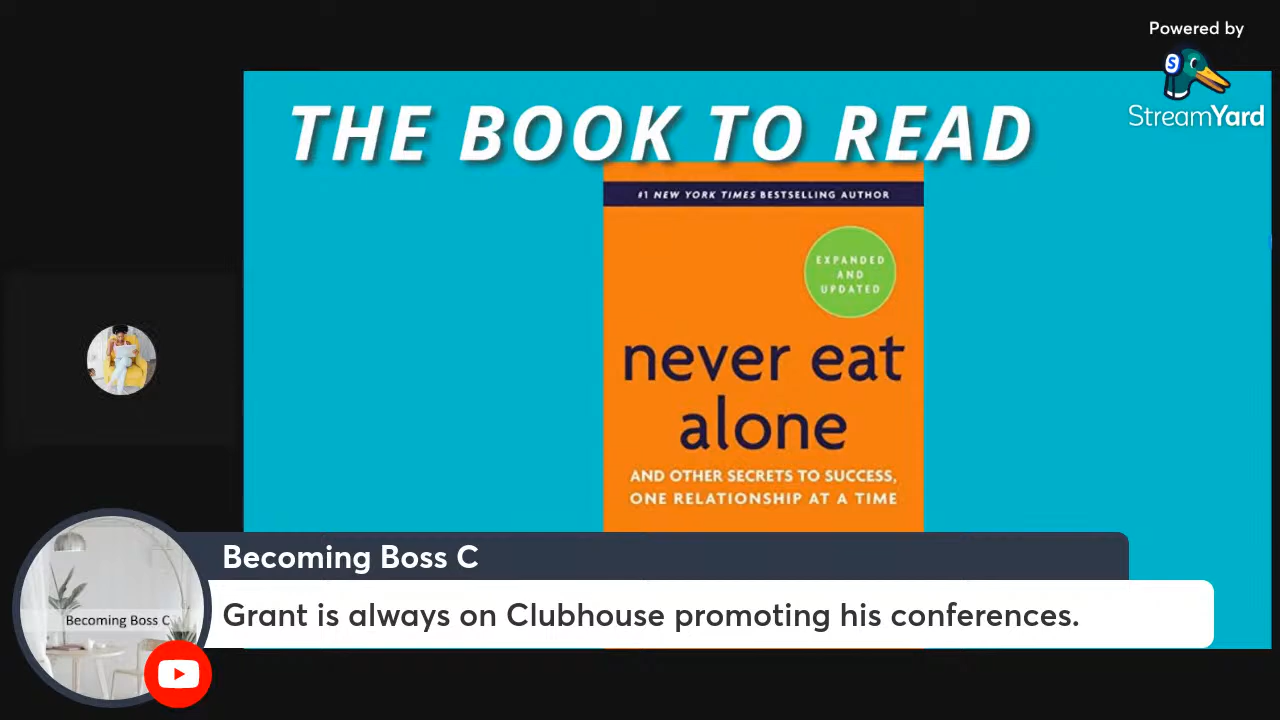 Powered by
S
StreamYard
THE BOOK TO READ
#1 NEW YORK TIMES BESTSELLING AUTHOR
EXPANDED
AND
UPDATED
never eat
alone
AND OTHER SECRETS TO SUCCESS,
ONE RELATIONSHIP AT A TIME
Becoming Boss C
Becoming Boss C
Grant is always on Clubhouse promoting his conferences.